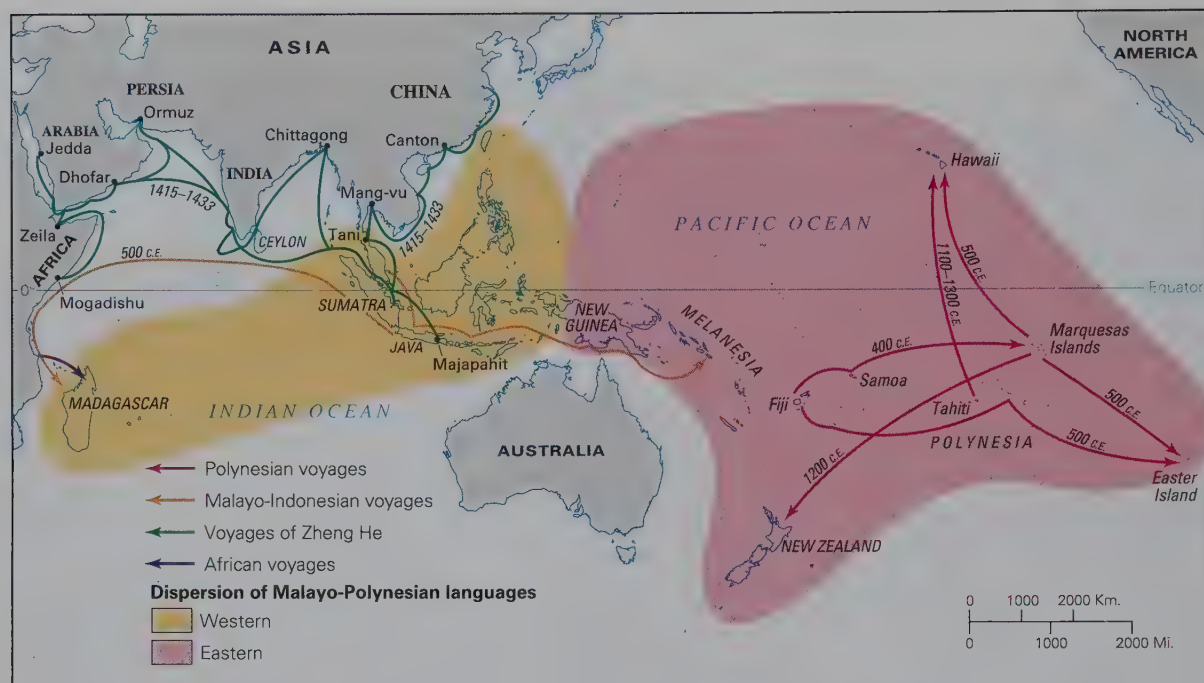 ASIA
NORTH
AMERICA
PERSIA
Ormuz
CHINA
ARABIA
Jedda
Chittagong
Canton
Dhofar
INDIA
Mang-vu
Hawaii
1415–1433
PACIFIC OCEAN
Zeila
CEYLON
Tani
1415–1433
AFRICA
500 C.E.
500 C.E.
1100–1300 C.E.
0°
Equator
Mogadishu
SUMATRA
NEW
GUINEA
MELANESIA
JAVA
Majapahit
Marquesas
Islands
400 C.E.
Samoa
MADAGASCAR
INDIAN OCEAN
Fiji
Tahiti
500 C.E.
AUSTRALIA
POLYNESIA
500 C.E.
1200 C.E.
Easter
Island
NEW ZEALAND
Polynesian voyages
Malayo-Indonesian voyages
Voyages of Zheng He
African voyages
Dispersion of Malayo-Polynesian languages
Western
Eastern
0 1000 2000 Km.
0 1000 2000 Mi.